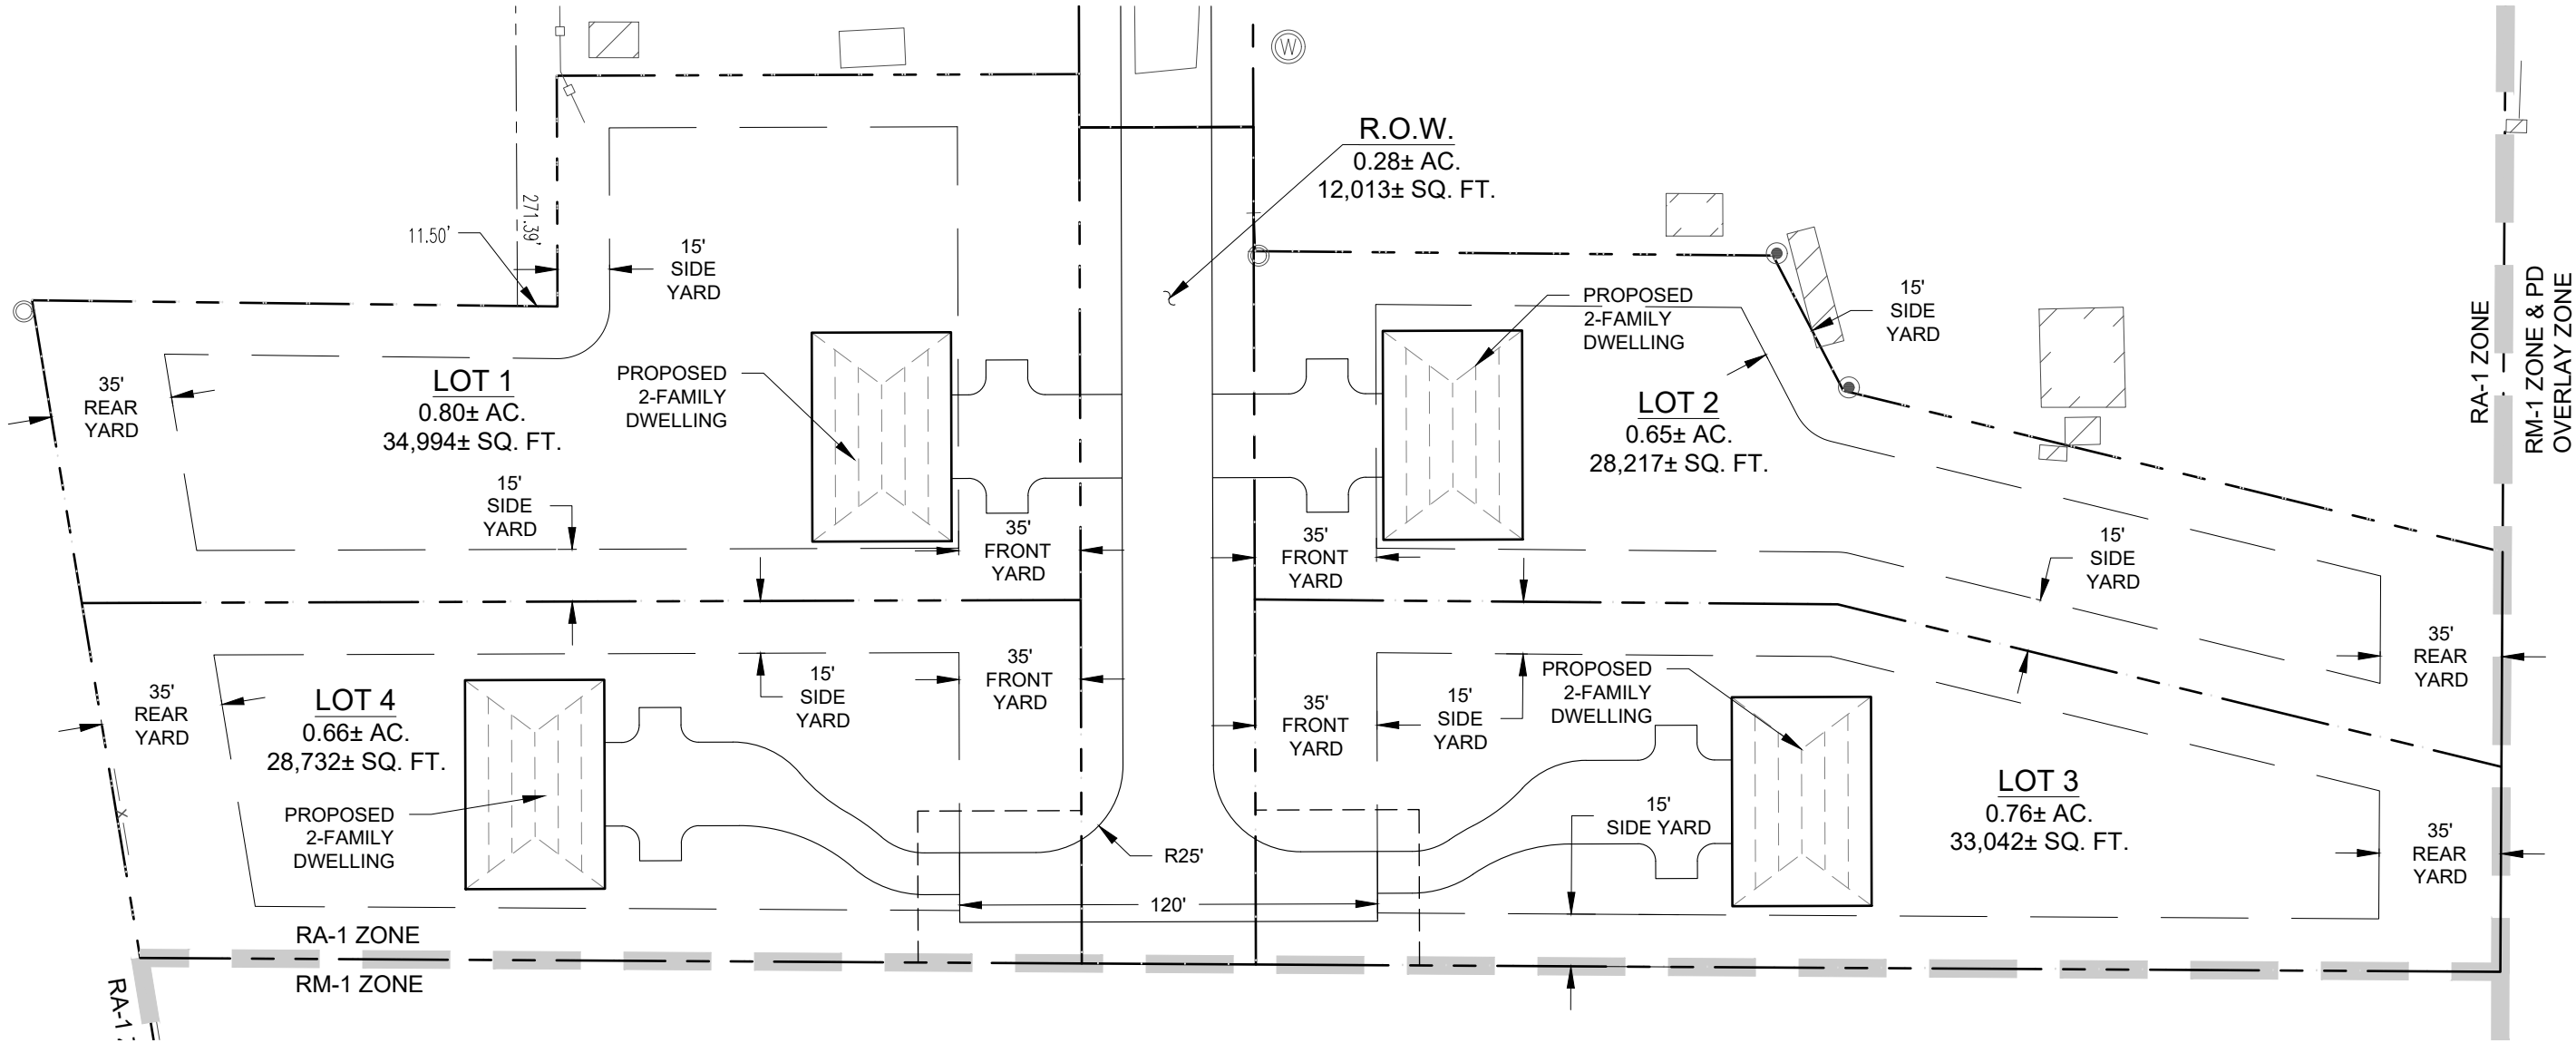 W
R.O.W.
0.28± AC.
12,013± SQ. FT.
271.39'
11.50'
15'
SIDE
YARD
15'
SIDE
YARD
PROPOSED
2-FAMILY
DWELLING
RA-1 ZONE
RM-1 ZONE & PD
OVERLAY ZONE
35'
REAR
YARD
LOT 1
0.80± AC.
34,994± SQ. FT.
PROPOSED
2-FAMILY
DWELLING
LOT 2
0.65± AC.
28,217± SQ. FT.
15'
SIDE
YARD
35'
FRONT
YARD
35'
FRONT
YARD
15'
SIDE
YARD
35'
REAR
YARD
35'
REAR
YARD
LOT 4
0.66± AC.
28,732± SQ. FT.
15'
SIDE
YARD
35'
FRONT
YARD
35'
FRONT
YARD
15'
SIDE
YARD
PROPOSED
2-FAMILY
DWELLING
PROPOSED
2-FAMILY
DWELLING
R25'
15'
SIDE YARD
LOT 3
0.76± AC.
33,042± SQ. FT.
35'
REAR
YARD
120'
RA-1 ZONE
RM-1 ZONE
RA-1